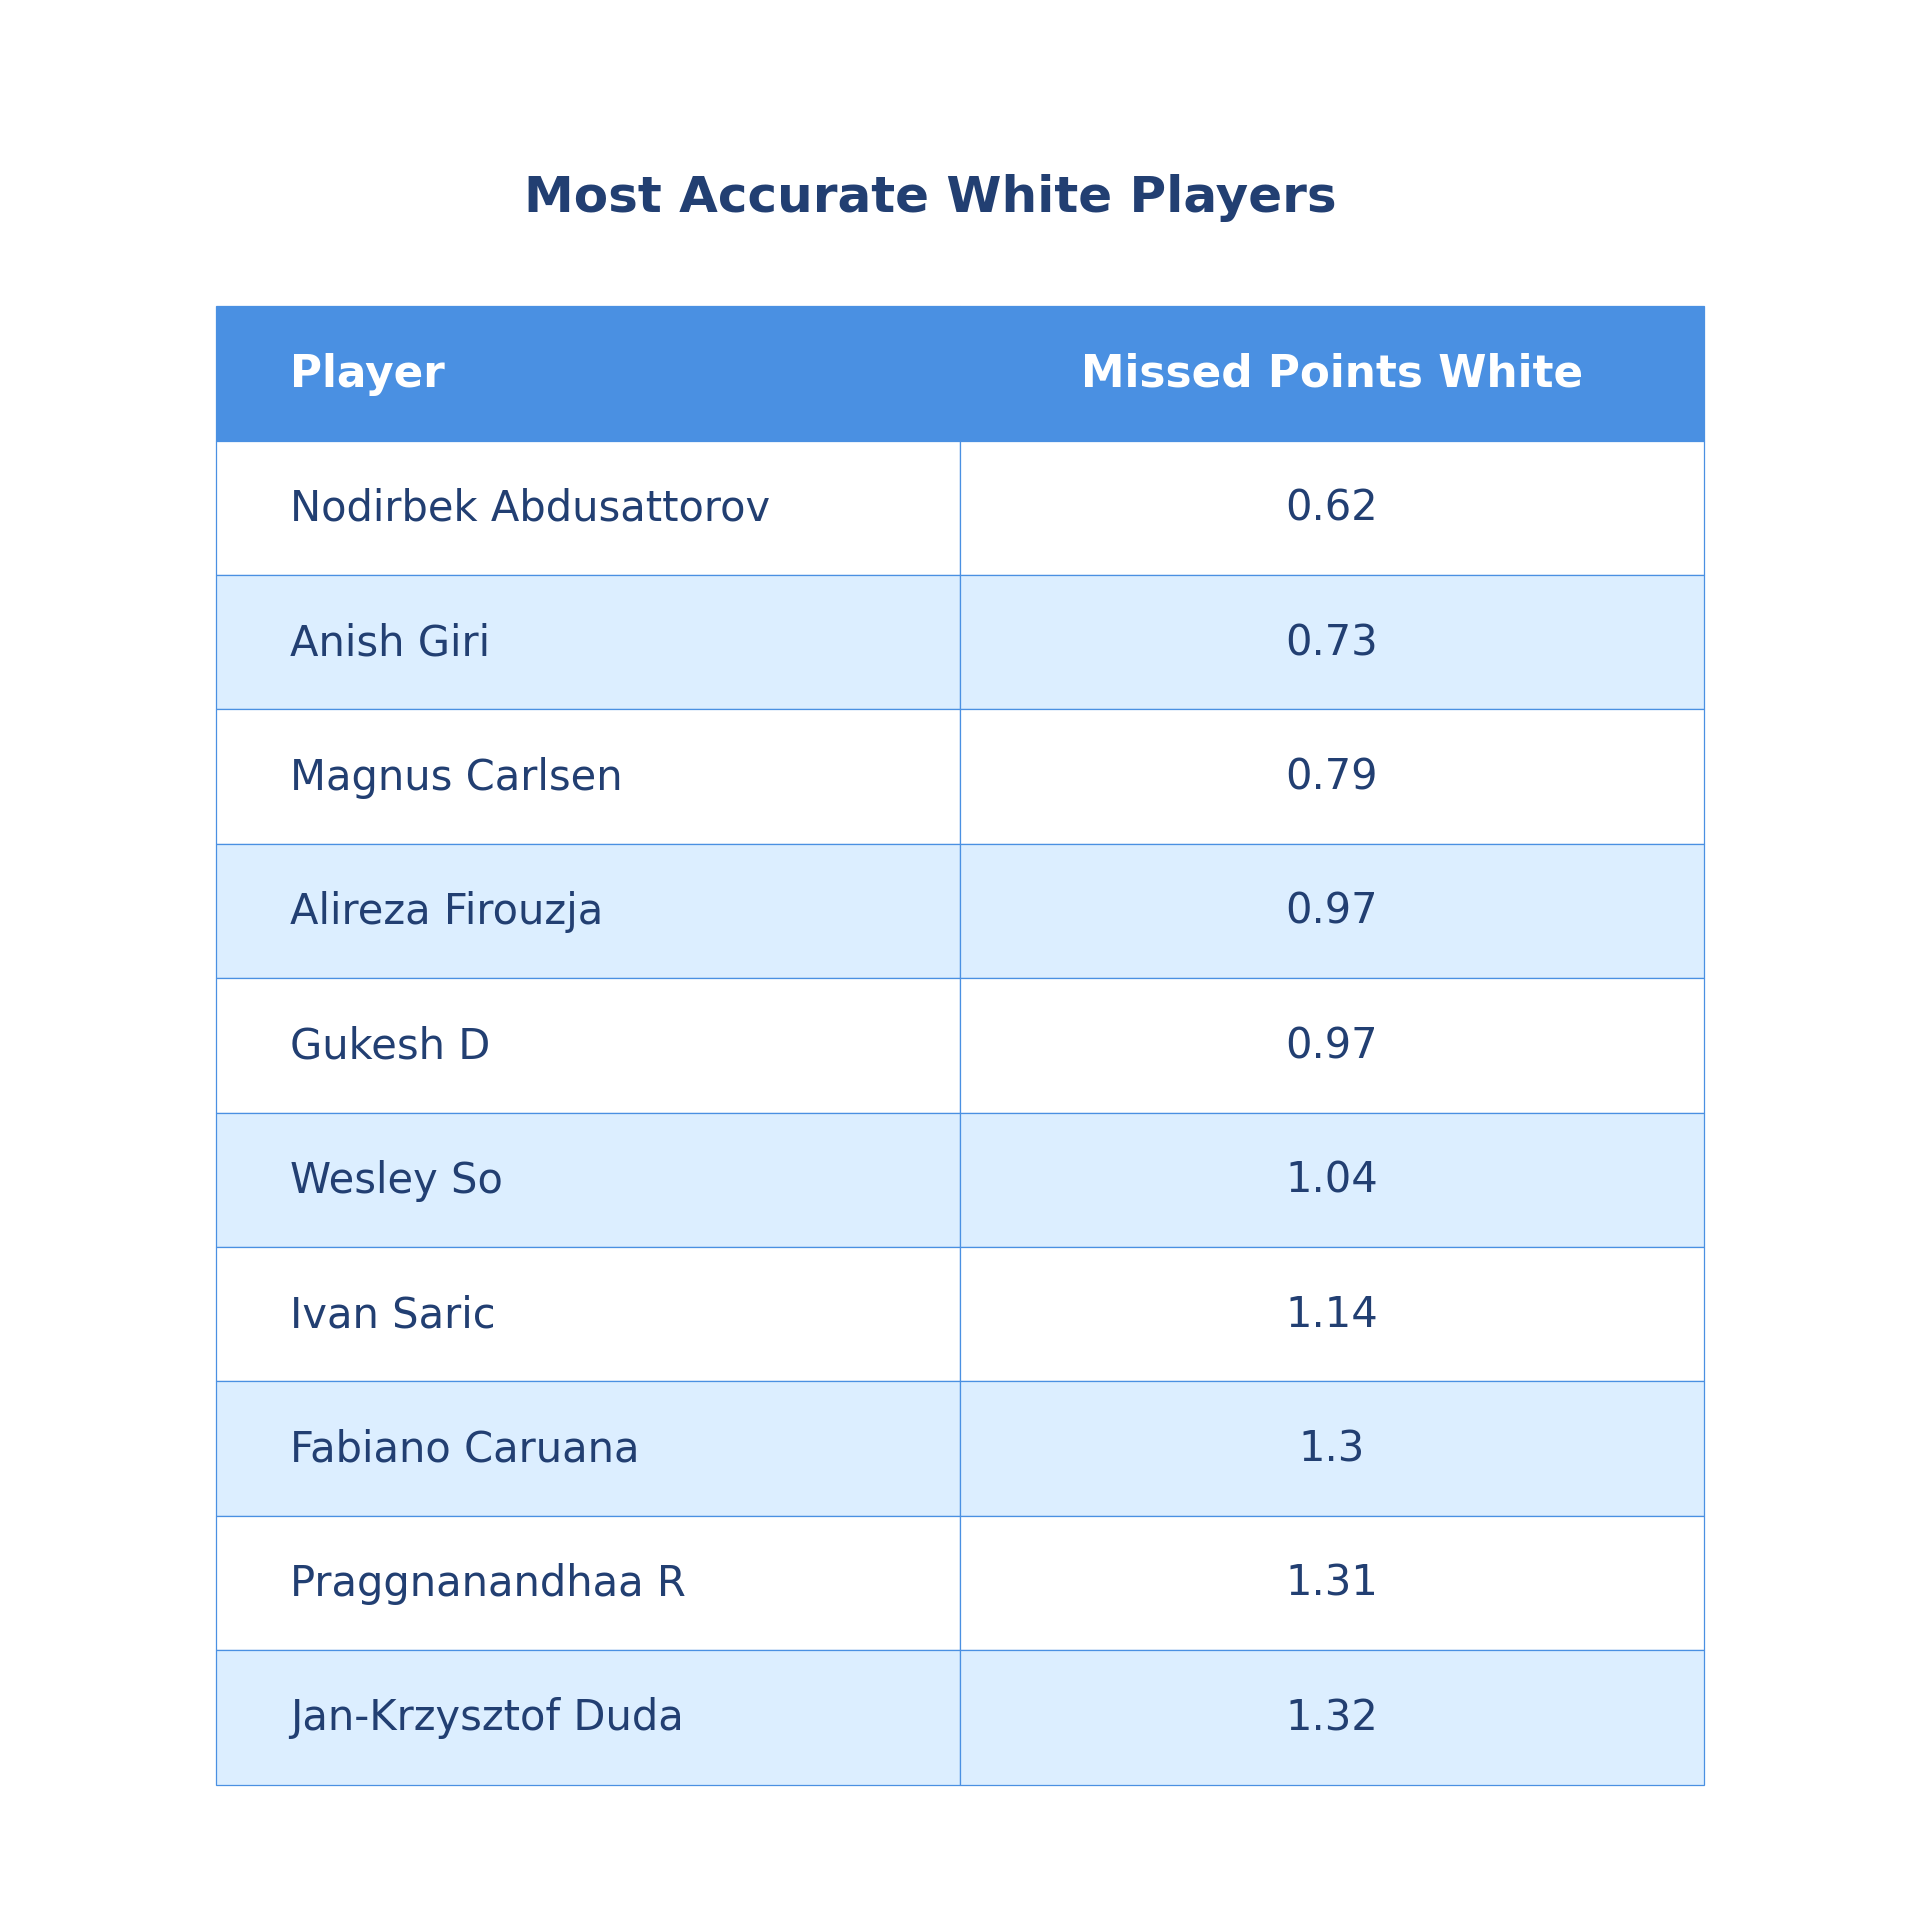 Most Accurate White Players
Player Missed Points White
Nodirbek Abdusattorov 0.62
Anish Giri 0.73
Magnus Carlsen 0.79
Alireza Firouzja 0.97
Gukesh D 0.97
Wesley So 1.04
Ivan Saric 1.14
Fabiano Caruana 1.3
Praggnanandhaa R 1.31
Jan-Krzysztof Duda 1.32